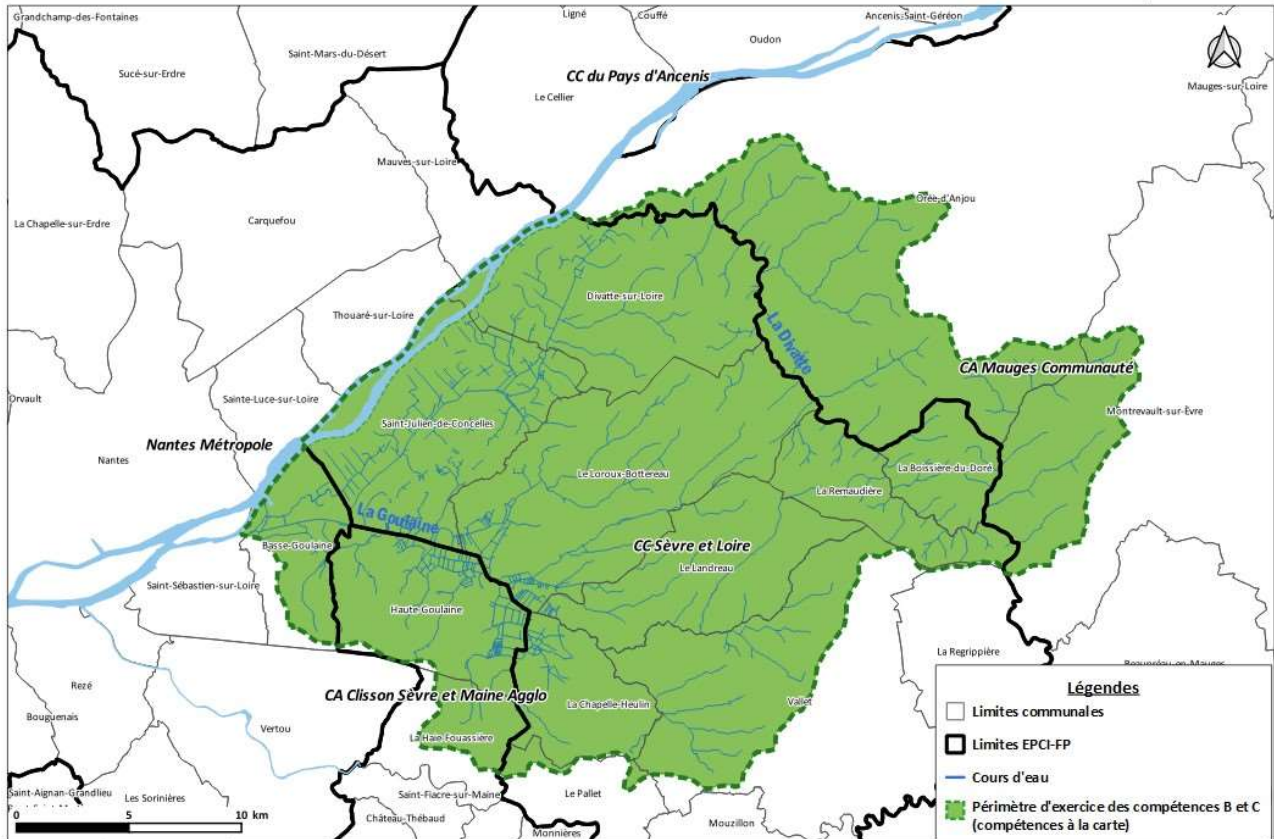 Grandchamp-des-Fontaines
Ligné
Couffé
Ancenis-Saint-Géréon
Oudon
Saint-Mars-du-Désert
Sucé-sur-Erdre
CC du Pays d'Ancenis
Le Cellier
Mauges-sur-Loire
Mauves-sur-Loire
Orée-d'Anjou
La Chapelle-sur-Erdre
Carquefou
Divatte-sur-Loire
Thouaré-sur-Loire
La Divatte
CA Mauges Communauté
Orvault
Sainte-Luce-sur-Loire
Montrevault-sur-Èvre
Saint-Julien-de-Concelles
Nantes Métropole
Nantes
Le Loroux-Bottereau
La Boissière-du-Doré
La Remaudière
La Goulaine
Basse-Goulaine
CC Sèvre et Loire
Le Landreau
Saint-Sébastien-sur-Loire
Haute-Goulaine
La Regrippière
Beaupréau-en-Mauges
Rezé
CA Clisson Sèvre et Maine Agglo
La Chapelle-Heulin
Vallet
Bouguenais
Vertou
La Haie-Fouassière
Saint-Aignan-Grandlieu
Les Sorinières
Saint-Fiacre-sur-Maine
Le Pallet
Château-Thébaud
Monnières
Mouzillon
0 5 10 km
Légendes
Limites communales
Limites EPCI-FP
Cours d'eau
Périmètre d'exercice des compétences B et C
(compétences à la carte)